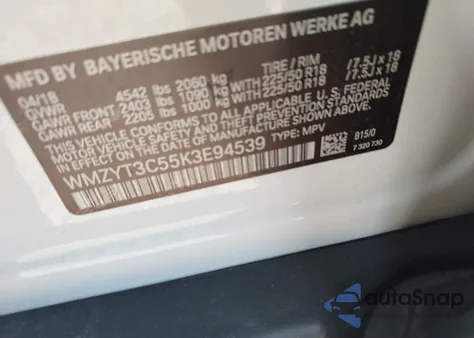 MFD BY BAYERISCHE MOTOREN WERKE AG
04/18 TIRE / RIM
GVWR 4542 lbs 2060 kg
GAWR FRONT 2403 lbs 1090 kg 225/50 R18 /7.5J x 18
GAWR REAR 2205 lbs 1000 kg 225/50 R18 /7.5J x 18
THIS VEHICLE CONFORMS TO ALL APPLICABLE U. S. FEDERAL
MOTOR VEHICLE SAFETY, BUMPER, AND THEFT PREVENTION STANDARDS
IN EFFECT ON THE DATE OF MANUFACTURE SHOWN ABOVE.
WMZYT3C55K3E94539 TYPE: MPV
B15/0
7 320 730
autoSnap